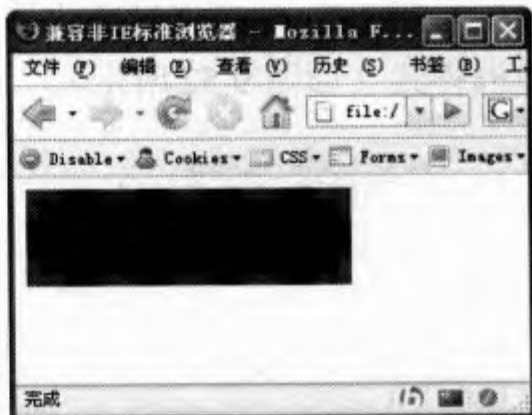 兼容非IE标准浏览器 - Mozilla F...
文件 (F) 编辑 (E) 查看 (V) 历史 (S) 书签 (B) 工
file:/ G
Disable Cookies CSS Forms Images
完成